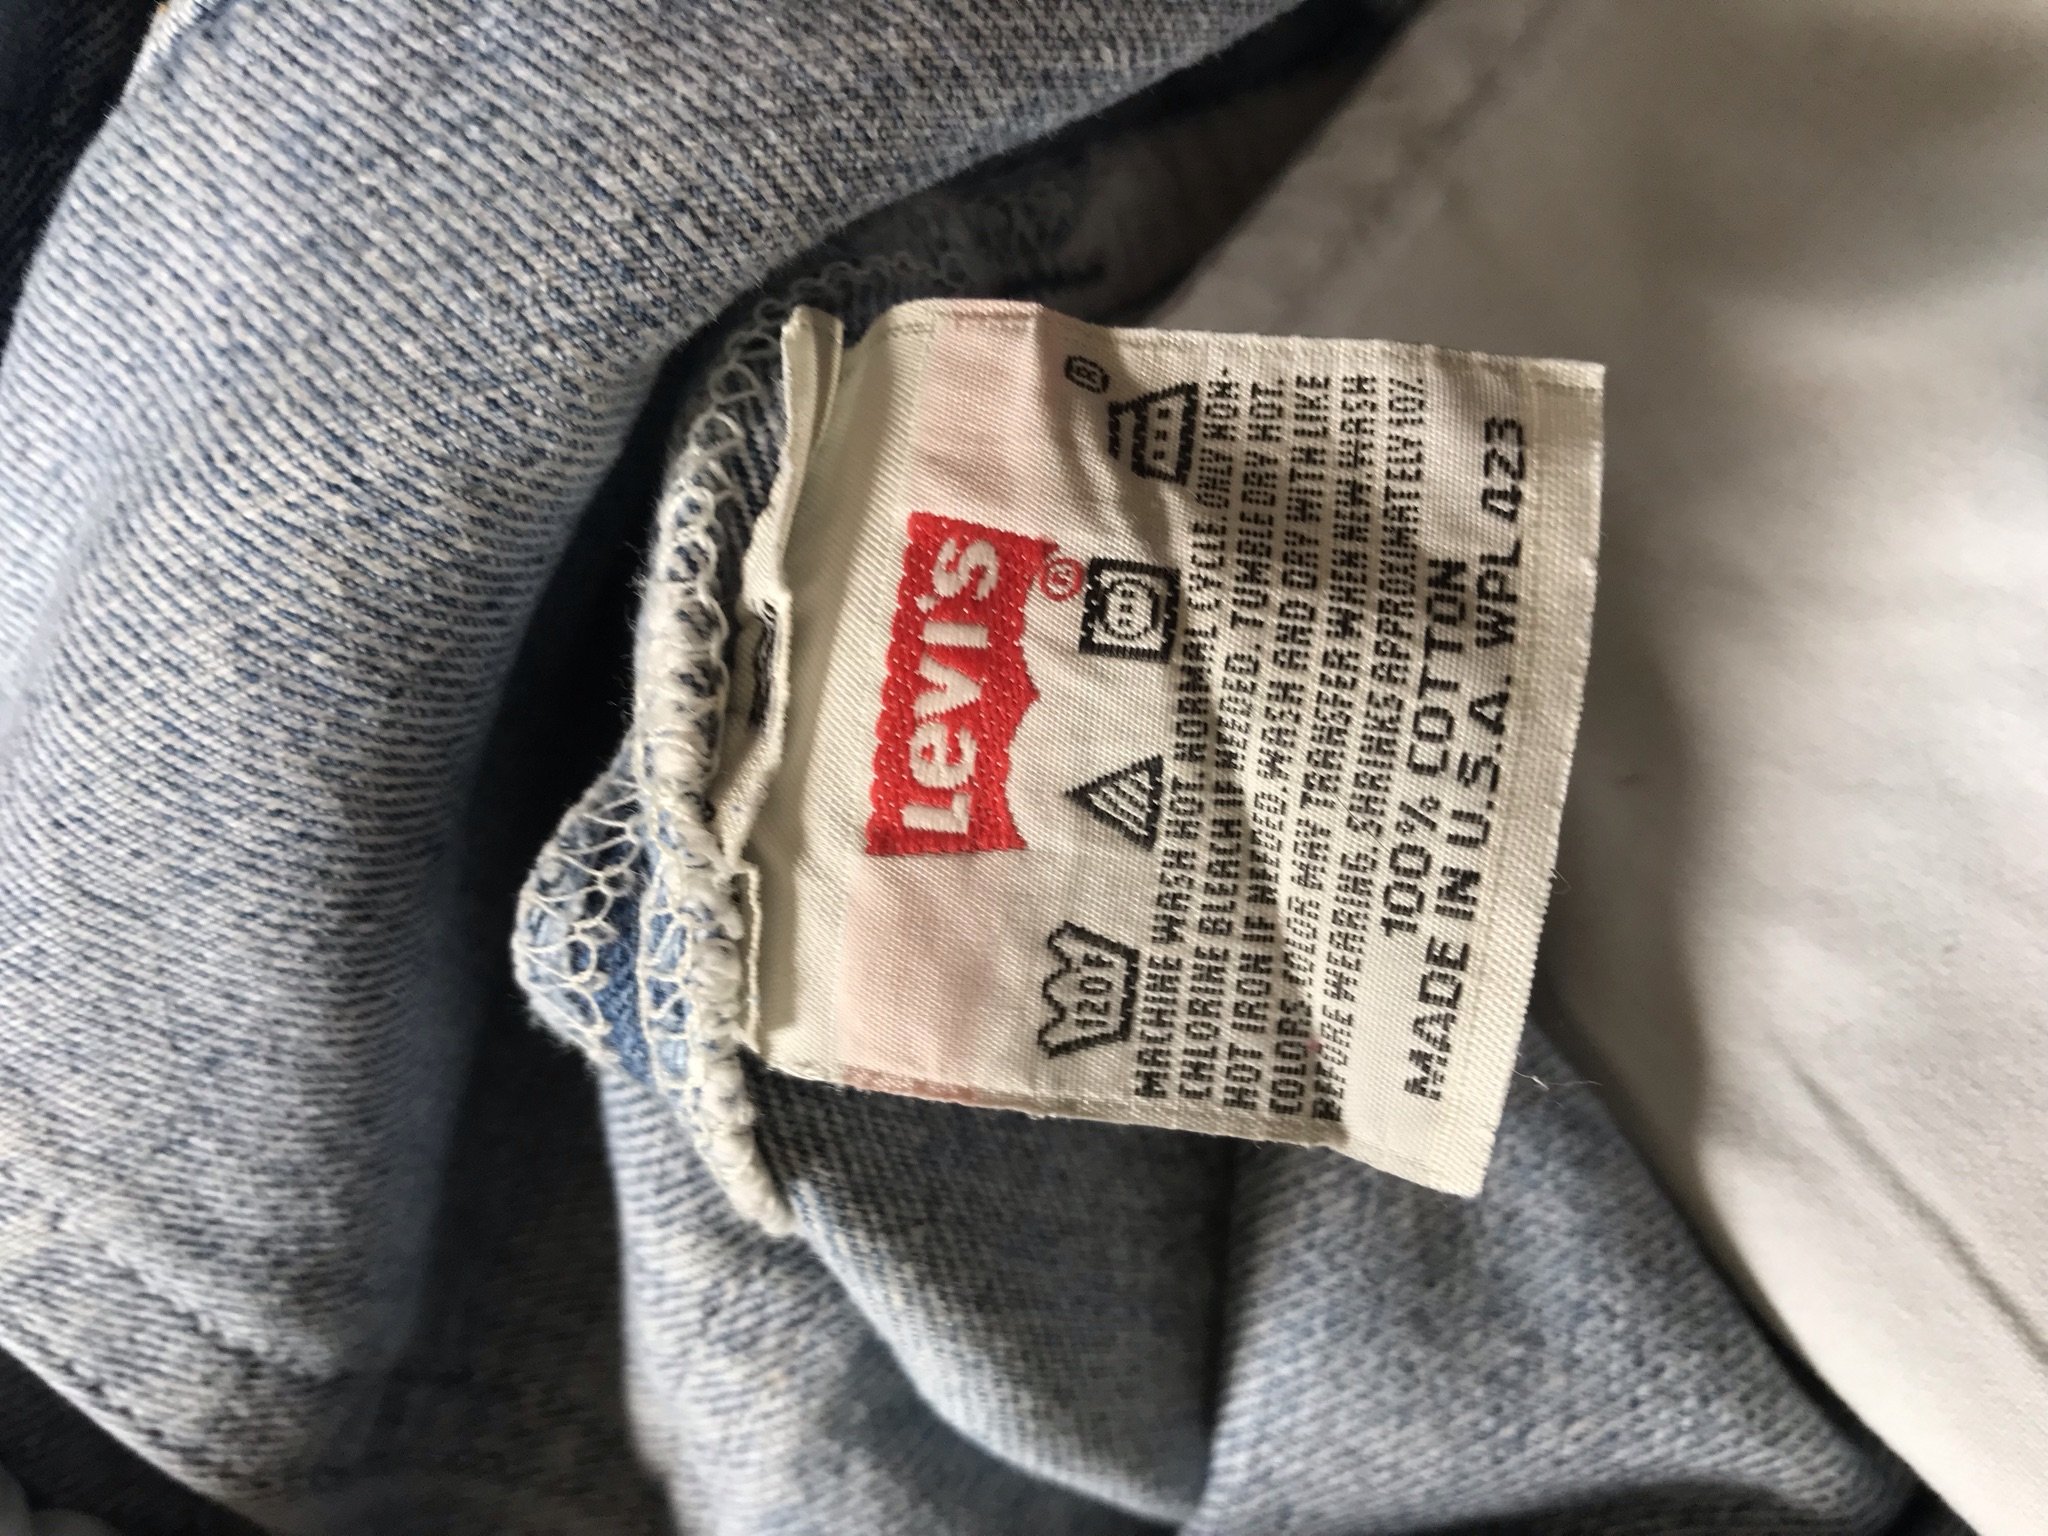 Levi's ®
120F ®
MACHINE WASH HOT. NORMAL CYCLE. ONLY NON-
CHLORINE BLEACH IF NEEDED. TUMBLE DRY HOT.
HOT IRON IF NEEDED. WASH AND DRY WITH LIKE
COLORS. COLOR MAY TRANSFER WHEN NEW. WASH
BEFORE WEARING. SHRINKS APPROXIMATELY 10%.
100% COTTON
MADE IN U.S.A. WPL 423